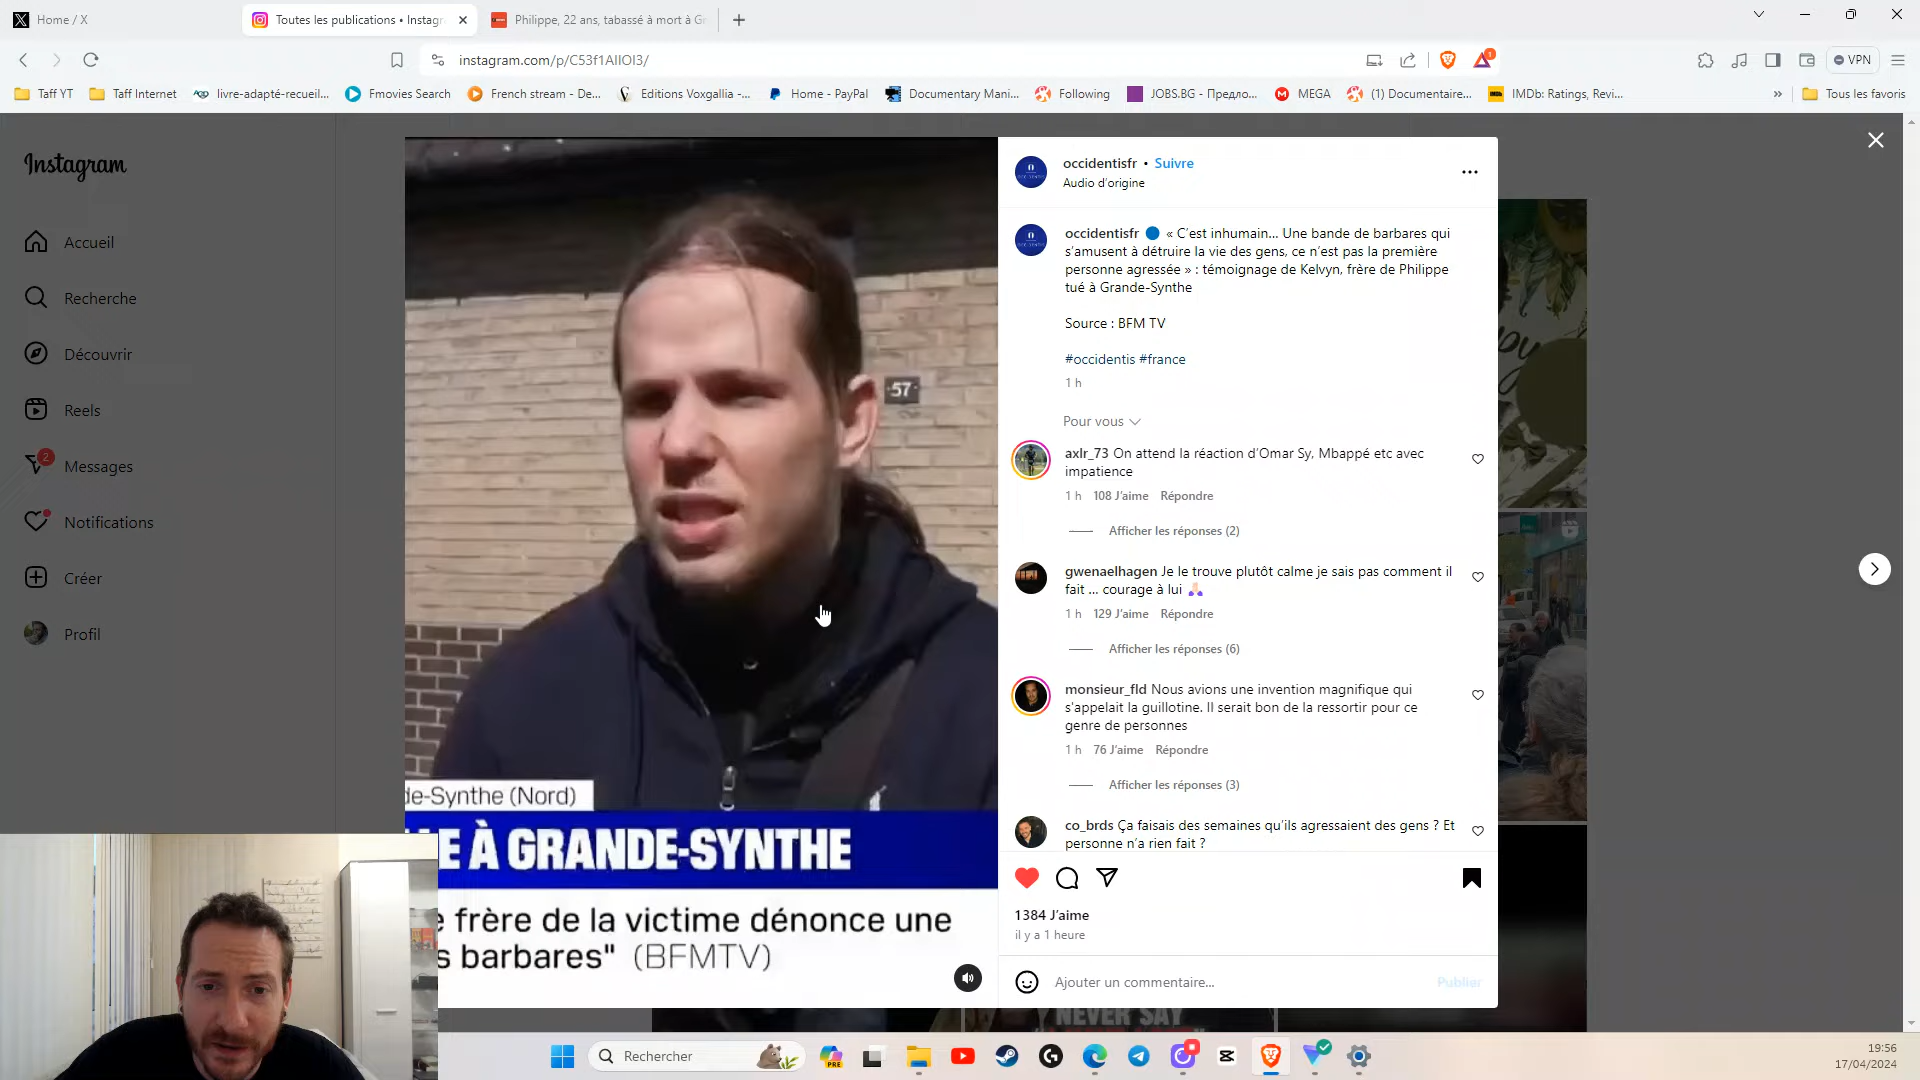 Home / X
Toutes les publications • Instagr
Philippe, 22 ans, tabassé à mort à Gr
instagram.com/p/C53f1AIIOI3/
1
VPN
Taff YT
Taff Internet
livre-adapté-recueil...
Fmovies Search
French stream - De...
Editions Voxgallia -...
Home - PayPal
Documentary Mani...
Following
JOBS.BG - Предло...
MEGA
(1) Documentaire...
IMDb: Ratings, Revi...
»
Tous les favoris
Instagram
Accueil
Recherche
Découvrir
Reels
2
Messages
Notifications
Créer
Profil
57
de-Synthe (Nord)
E À GRANDE-SYNTHE
e frère de la victime dénonce une
s barbares" (BFMTV)
occidentisfr • Suivre
Audio d'origine
occidentisfr 🔵 « C'est inhumain... Une bande de barbares qui
s'amusent à détruire la vie des gens, ce n'est pas la première
personne agressée » : témoignage de Kelvyn, frère de Philippe
tué à Grande-Synthe
Source : BFM TV
#occidentis #france
1 h
Pour vous
axlr_73 On attend la réaction d'Omar Sy, Mbappé etc avec
impatience
1 h 108 J'aime Répondre
Afficher les réponses (2)
gwenaelhagen Je le trouve plutôt calme je sais pas comment il
fait ... courage à lui 🙏🏻
1 h 129 J'aime Répondre
Afficher les réponses (6)
monsieur_fld Nous avions une invention magnifique qui
s'appelait la guillotine. Il serait bon de la ressortir pour ce
genre de personnes
1 h 76 J'aime Répondre
Afficher les réponses (3)
co_brds Ça faisais des semaines qu'ils agressaient des gens ? Et
personne n'a rien fait ?
1384 J'aime
il y a 1 heure
Ajouter un commentaire...
Publier
NEVER SAY
Rechercher
PRE
19:56
17/04/2024